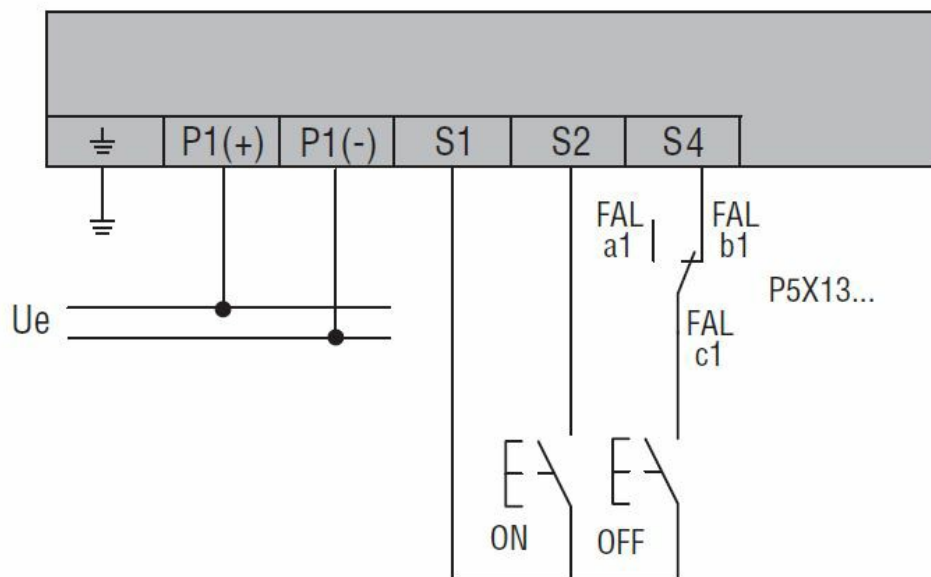 P1(+) P1(-) S1 S2 S4
FAL
a1
FAL
b1
P5X13...
Ue
FAL
c1
ON
OFF